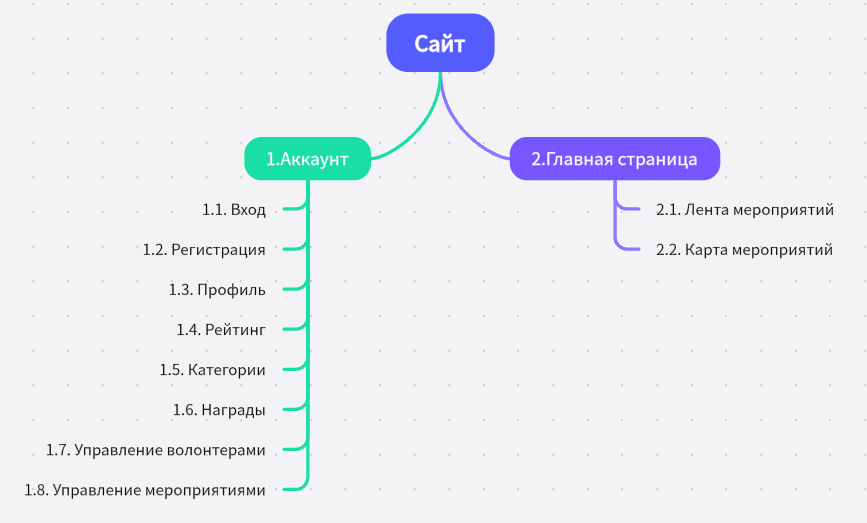 Сайт
1.Аккаунт
1.1. Вход
1.2. Регистрация
1.3. Профиль
1.4. Рейтинг
1.5. Категории
1.6. Награды
1.7. Управление волонтерами
1.8. Управление мероприятиями
2.Главная страница
2.1. Лента мероприятий
2.2. Карта мероприятий